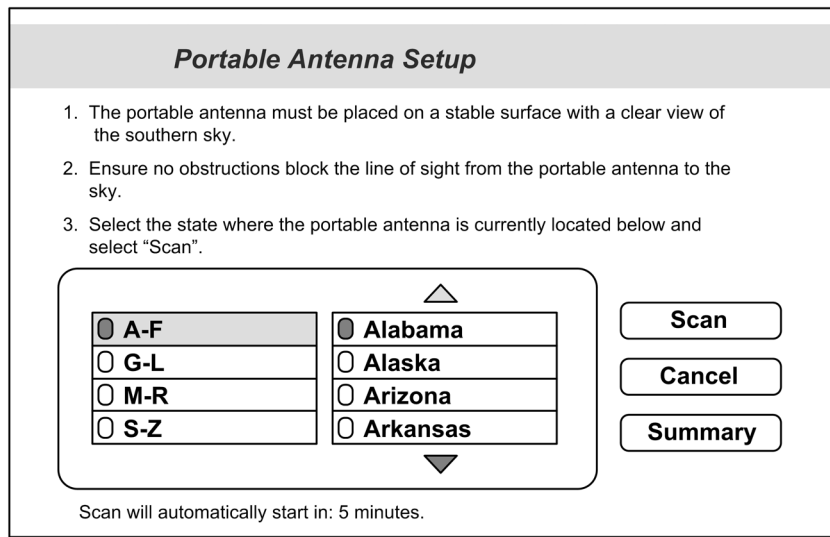 Portable Antenna Setup
1. The portable antenna must be placed on a stable surface with a clear view of
the southern sky.
2. Ensure no obstructions block the line of sight from the portable antenna to the
sky.
3. Select the state where the portable antenna is currently located below and
select “Scan”.
A-F
G-L
M-R
S-Z
Alabama
Alaska
Arizona
Arkansas
Scan
Cancel
Summary
Scan will automatically start in: 5 minutes.